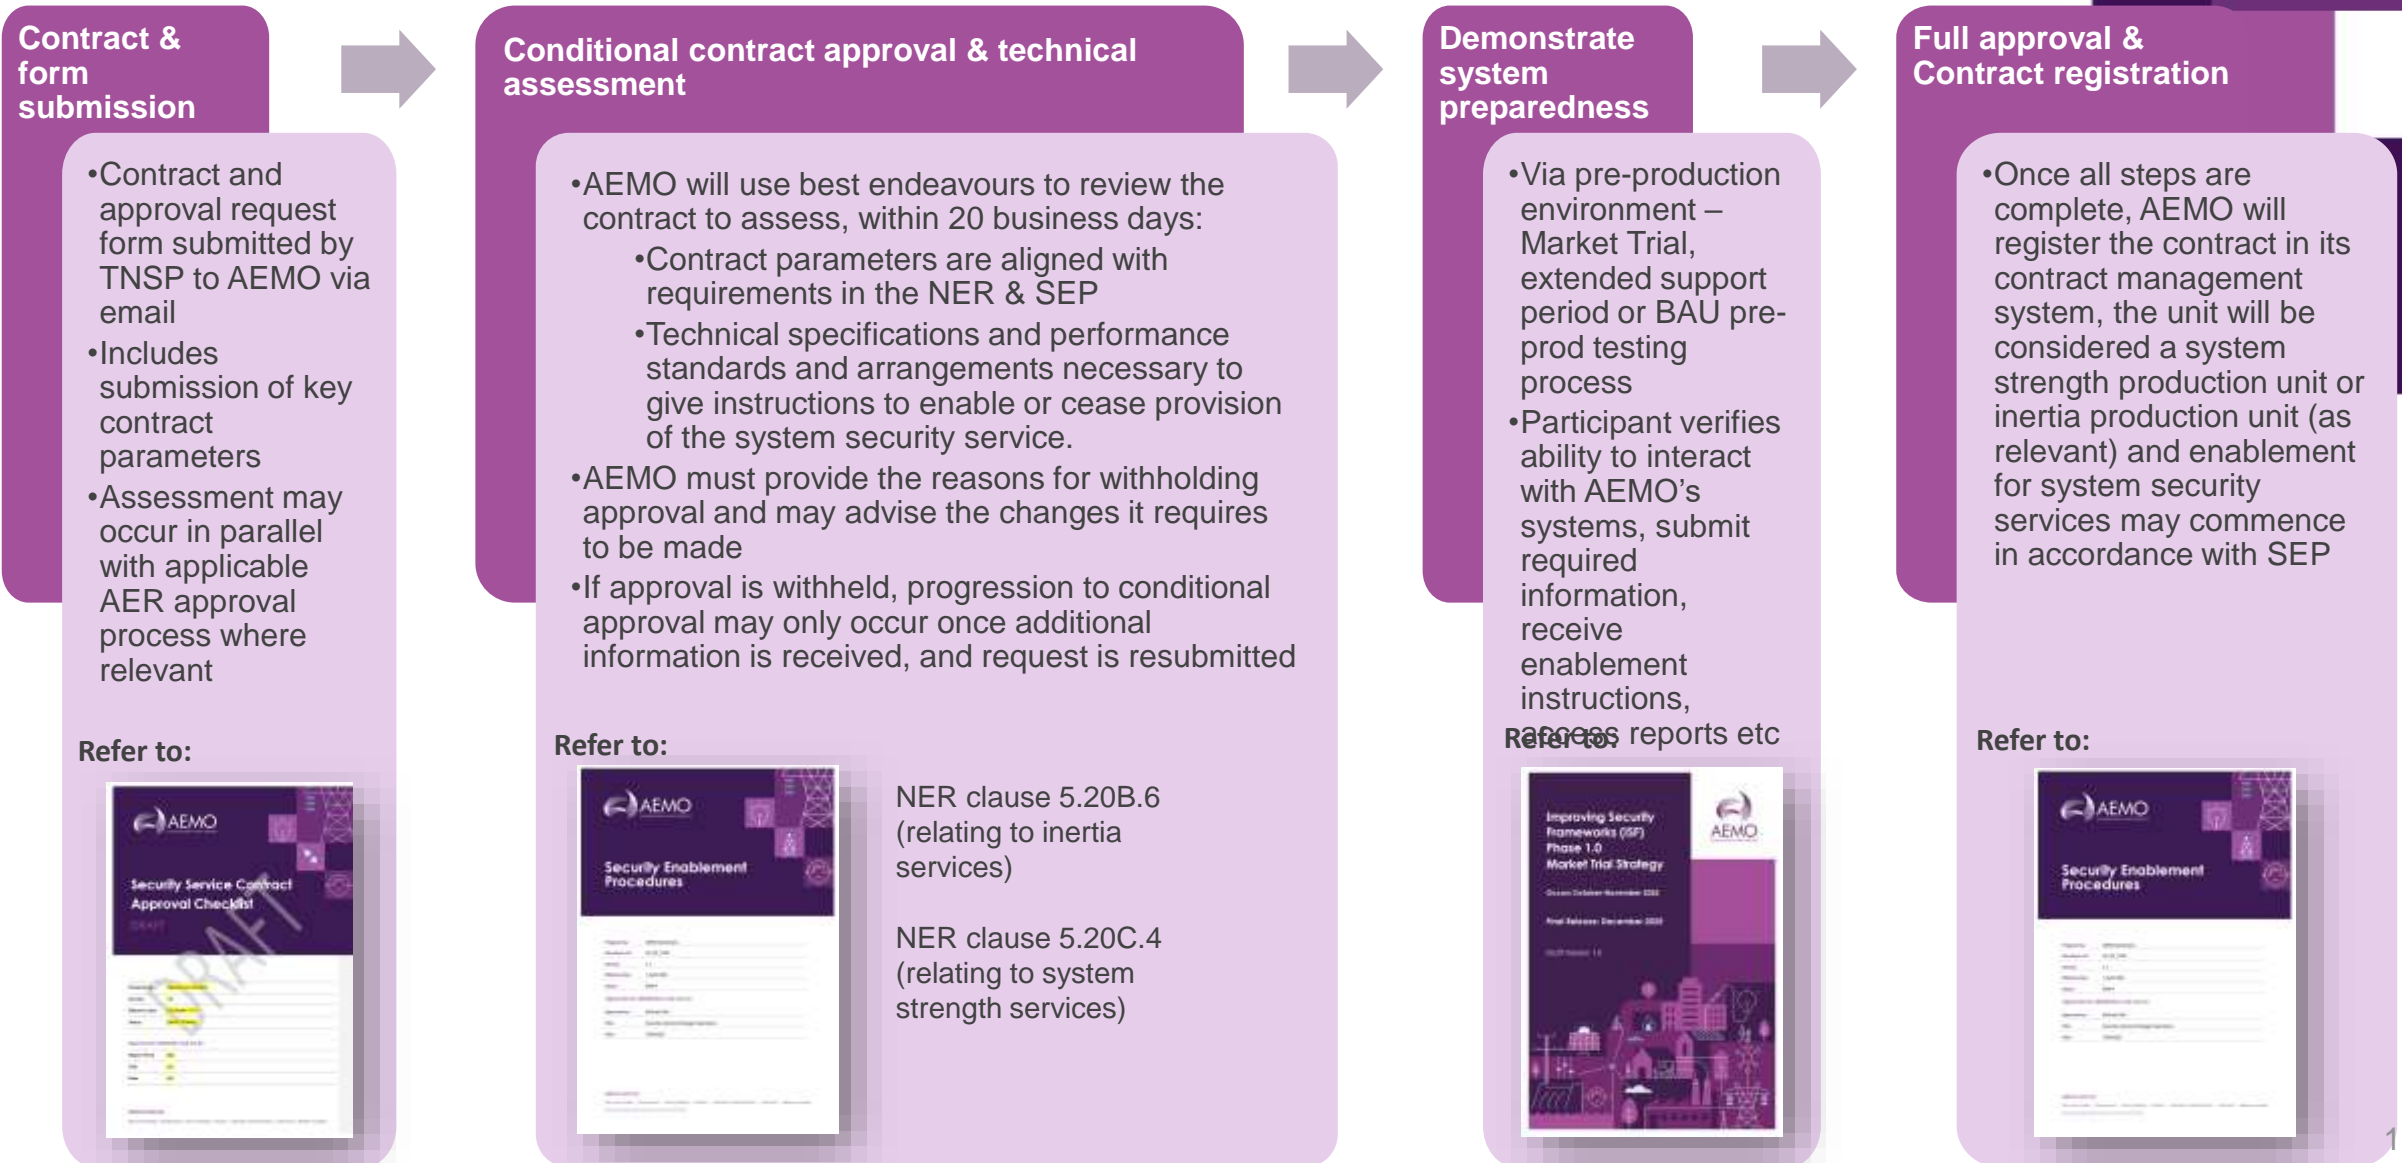 Contract &
form
submission
•Contract and
approval request
form submitted by
TNSP to AEMO via
email
•Includes
submission of key
contract
parameters
•Assessment may
occur in parallel
with applicable
AER approval
process where
relevant
Refer to:
AEMO
Security Service Contract
Approval Checklist
DRAFT
DRAFT
Conditional contract approval & technical
assessment
•AEMO will use best endeavours to review the
contract to assess, within 20 business days:
•Contract parameters are aligned with
requirements in the NER & SEP
•Technical specifications and performance
standards and arrangements necessary to
give instructions to enable or cease provision
of the system security service.
•AEMO must provide the reasons for withholding
approval and may advise the changes it requires
to be made
•If approval is withheld, progression to conditional
approval may only occur once additional
information is received, and request is resubmitted
Refer to:
AEMO
Security Enablement
Procedures
NER clause 5.20B.6
(relating to inertia
services)
NER clause 5.20C.4
(relating to system
strength services)
Demonstrate
system
preparedness
•Via pre-production
environment –
Market Trial,
extended support
period or BAU pre-
prod testing
process
•Participant verifies
ability to interact
with AEMO's
systems, submit
required
information,
receive
enablement
instructions,
access reports etc
Refer to:
Improving Security
Frameworks (ISF)
Phase 1.0
Market Trial Strategy
AEMO
Full approval &
Contract registration
•Once all steps are
complete, AEMO will
register the contract in its
contract management
system, the unit will be
considered a system
strength production unit or
inertia production unit (as
relevant) and enablement
for system security
services may commence
in accordance with SEP
Refer to:
AEMO
Security Enablement
Procedures
1